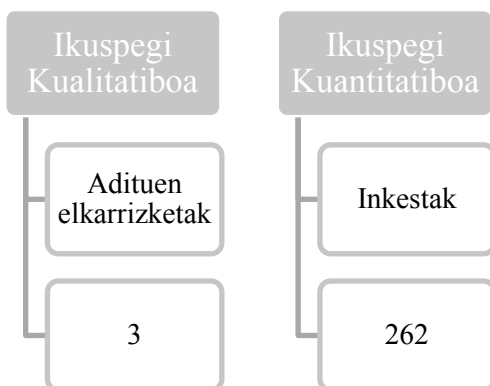 Ikuspegi
Kualitatiboa
Adituen
elkarrizketak
3
Ikuspegi
Kuantitatiboa
Inkestak
262